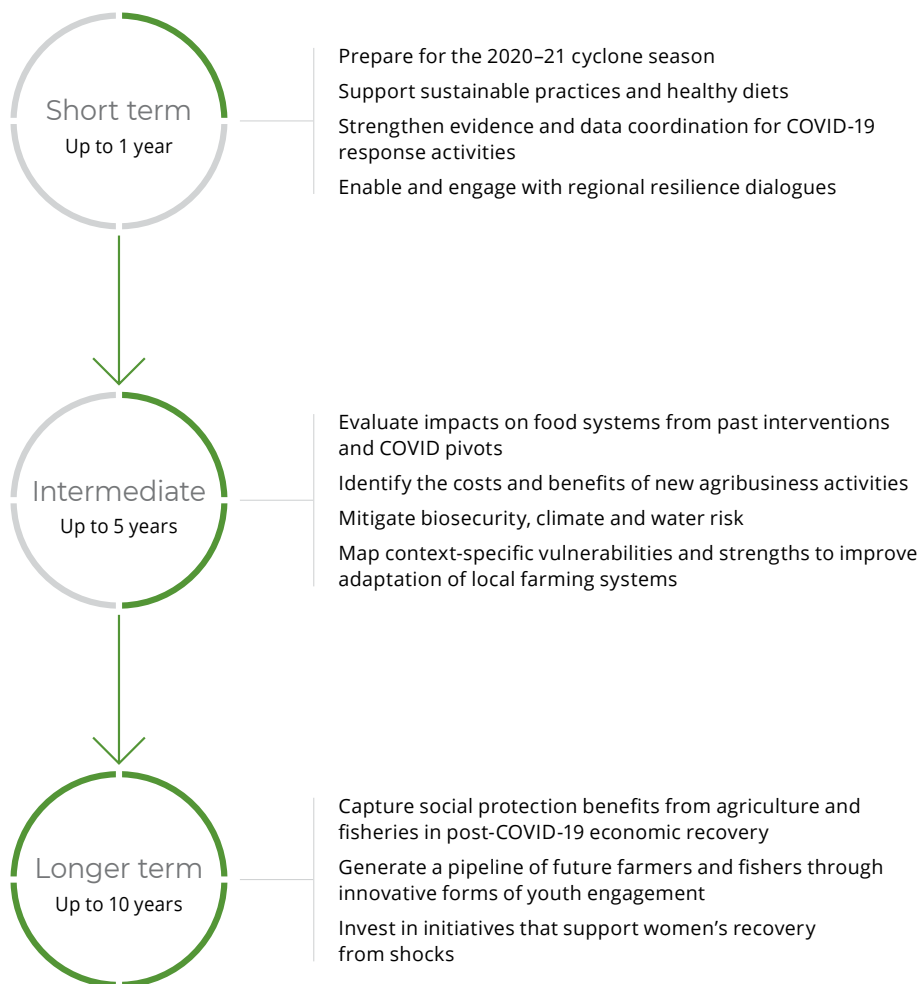 Short term
Up to 1 year
Prepare for the 2020–21 cyclone season
Support sustainable practices and healthy diets
Strengthen evidence and data coordination for COVID-19
response activities
Enable and engage with regional resilience dialogues
Intermediate
Up to 5 years
Evaluate impacts on food systems from past interventions
and COVID pivots
Identify the costs and benefits of new agribusiness activities
Mitigate biosecurity, climate and water risk
Map context-specific vulnerabilities and strengths to improve
adaptation of local farming systems
Longer term
Up to 10 years
Capture social protection benefits from agriculture and
fisheries in post-COVID-19 economic recovery
Generate a pipeline of future farmers and fishers through
innovative forms of youth engagement
Invest in initiatives that support women’s recovery
from shocks